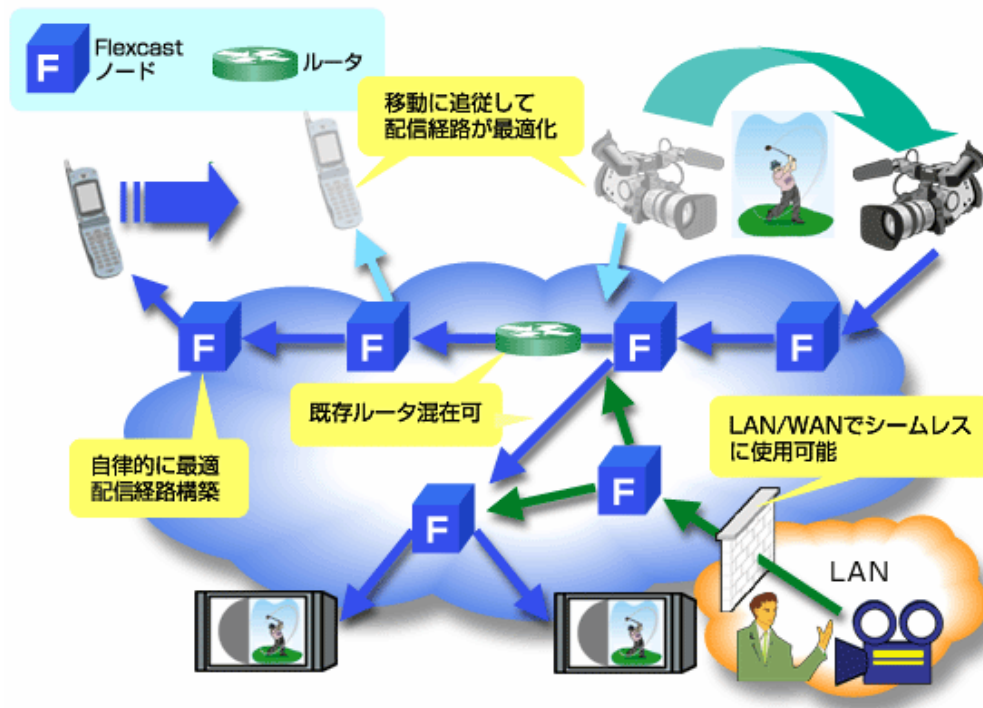 F
Flexcast
ノード
ルータ
移動に追従して
配信経路が最適化
F
F
F
F
既存ルータ混在可
LAN/WANでシームレス
に使用可能
自律的に最適
配信経路構築
F
F
LAN